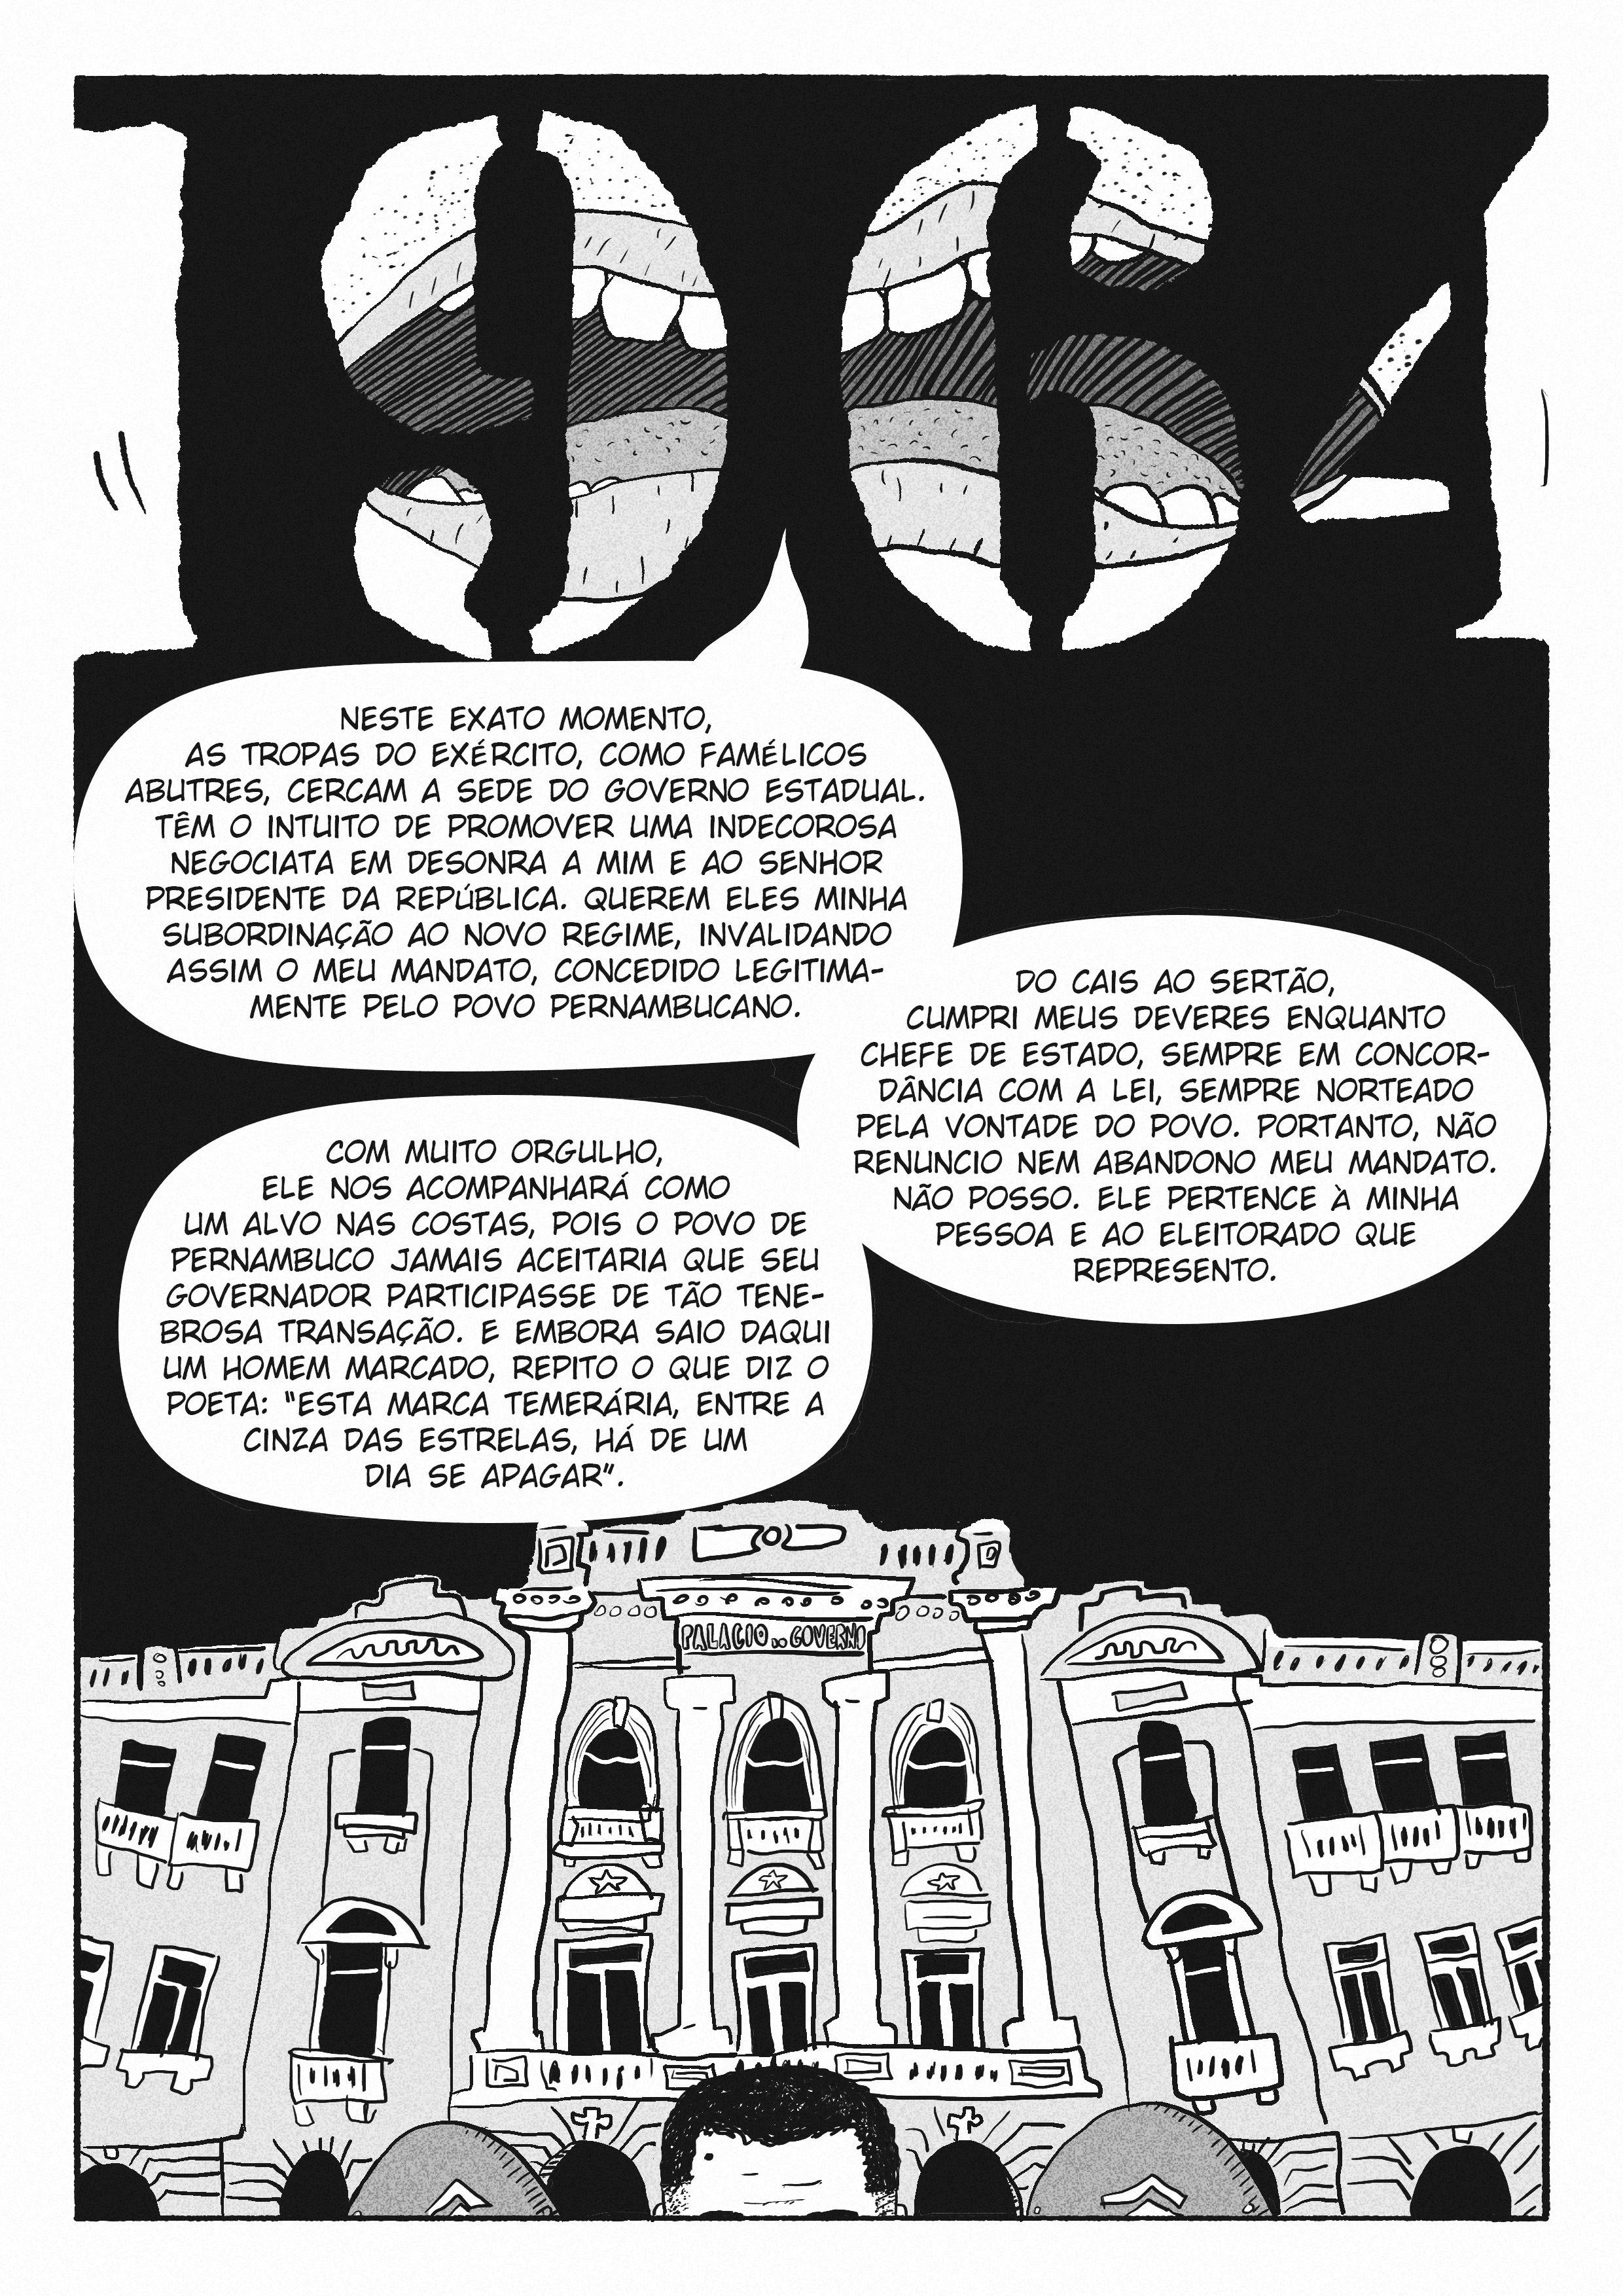 1964
NESTE EXATO MOMENTO,
AS TROPAS DO EXÉRCITO, COMO FAMÉLICOS
ABUTRES, CERCAM A SEDE DO GOVERNO ESTADUAL.
TÊM O INTUITO DE PROMOVER UMA INDECOROSA
NEGOCIATA EM DESONRA A MIM E AO SENHOR
PRESIDENTE DA REPÚBLICA. QUEREM ELES MINHA
SUBORDINAÇÃO AO NOVO REGIME, INVALIDANDO
ASSIM O MEU MANDATO, CONCEDIDO LEGITIMA-
MENTE PELO POVO PERNAMBUCANO.
DO CAIS AO SERTÃO,
CUMPRI MEUS DEVERES ENQUANTO
CHEFE DE ESTADO, SEMPRE EM CONCOR-
DÂNCIA COM A LEI, SEMPRE NORTEADO
PELA VONTADE DO POVO. PORTANTO, NÃO
RENUNCIO NEM ABANDONO MEU MANDATO.
NÃO POSSO. ELE PERTENCE À MINHA
PESSOA E AO ELEITORADO QUE
REPRESENTO.
COM MUITO ORGULHO,
ELE NOS ACOMPANHARÁ COMO
UM ALVO NAS COSTAS, POIS O POVO DE
PERNAMBUCO JAMAIS ACEITARIA QUE SEU
GOVERNADOR PARTICIPASSE DE TÃO TENE-
BROSA TRANSAÇÃO. E EMBORA SAIO DAQUI
UM HOMEM MARCADO, REPITO O QUE DIZ O
POETA: "ESTA MARCA TEMERÁRIA, ENTRE A
CINZA DAS ESTRELAS, HÁ DE UM
DIA SE APAGAR".
PALACIO DO GOVERNO